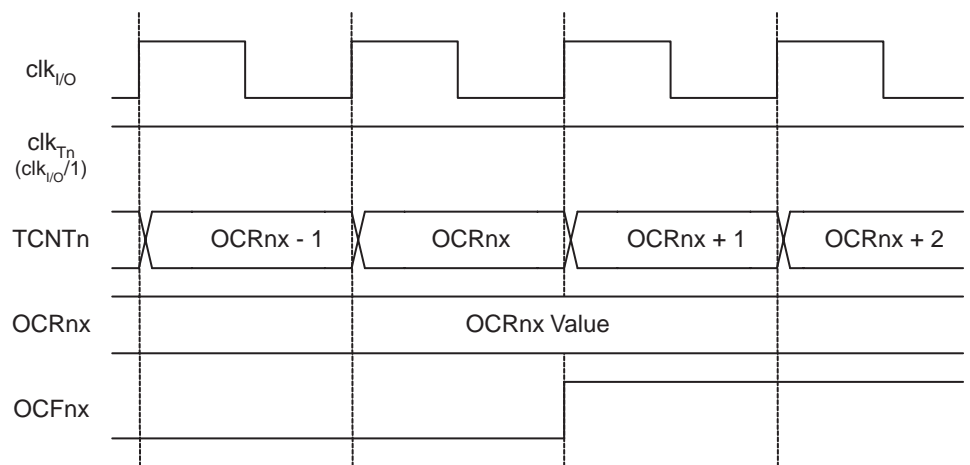 clkI/O
clkTn
(clkI/O/1)
TCNTn OCRnx - 1 OCRnx OCRnx + 1 OCRnx + 2
OCRnx OCRnx Value
OCFnx